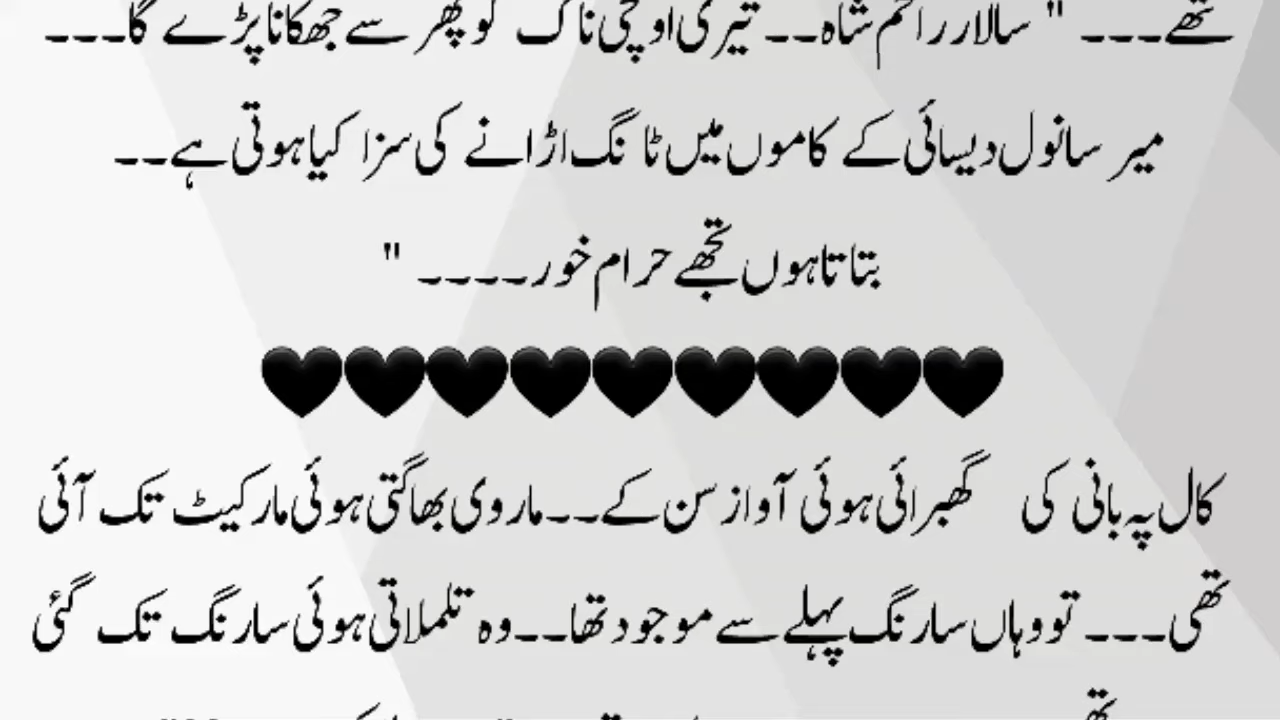 تھے۔۔۔ " سالار راحم شاہ۔۔ تیری اونچی ناک کو پھر سے جھکانا پڑے گا۔۔۔
میر سانول دیسائی کے کاموں میں ٹانگ اڑانے کی سزا کیا ہوتی ہے۔۔
بتاتا ہوں تجھے حرام خور۔۔۔۔ "
🖤🖤🖤🖤🖤🖤🖤🖤🖤
کال پہ بانی کی گھبرائی ہوئی آواز سن کے۔۔ماروی بھاگتی ہوئی مارکیٹ تک آئی
تھی۔۔۔ تو وہاں سارنگ پہلے سے موجود تھا۔۔وہ تلملاتی ہوئی سارنگ تک گئی